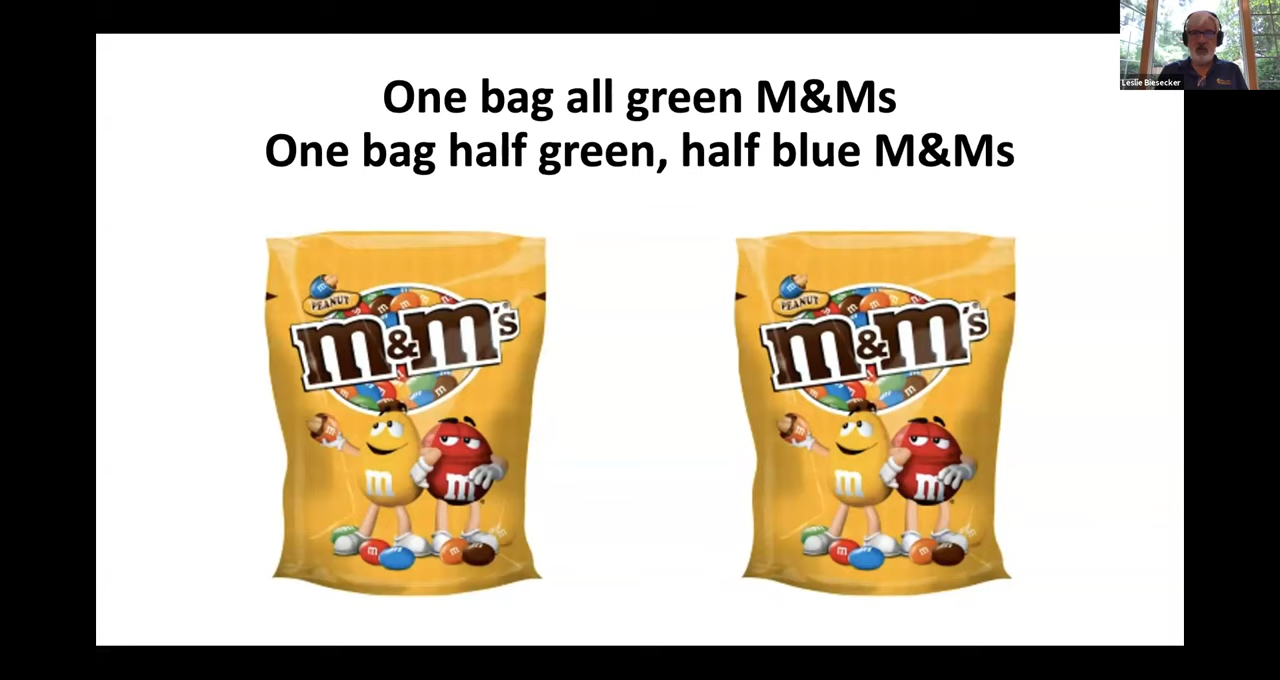 One bag all green M&Ms
One bag half green, half blue M&Ms
Leslie Biesecker
PEANUT
m&m's®
PEANUT
m&m's®